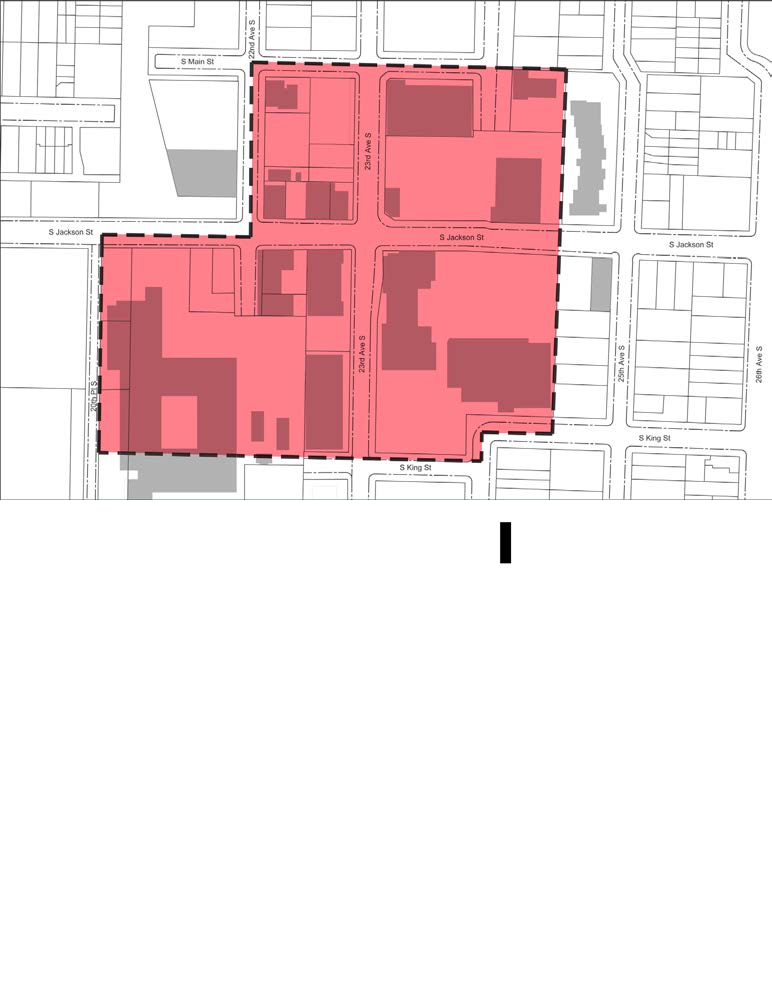 22nd Ave S
S Main St
23rd Ave S
S Jackson St
S Jackson St
S Jackson St
23rd Ave S
25th Ave S
26th Ave S
20th Pl S
S King St
S King St